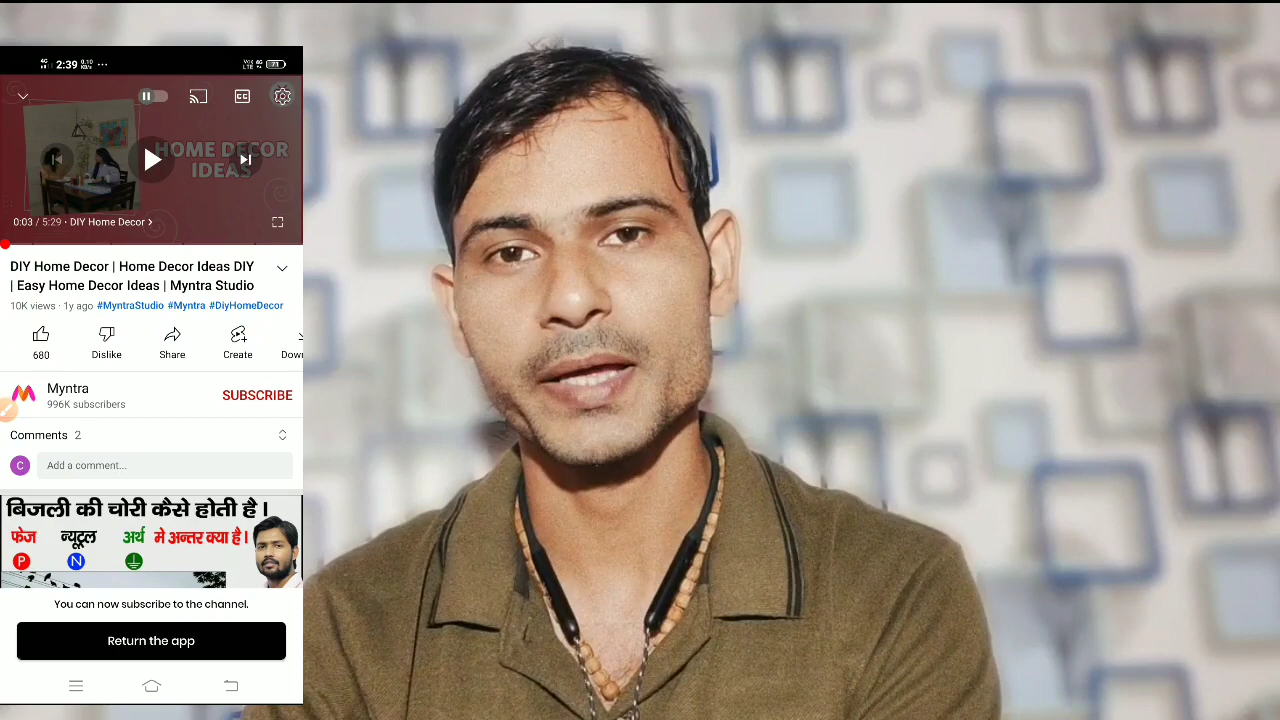 2:39
HOME DECOR
IDEAS
0:03 / 5:29 · DIY Home Decor >
DIY Home Decor | Home Decor Ideas DIY
| Easy Home Decor Ideas | Myntra Studio
10K views · 1y ago #MyntraStudio #Myntra #DiyHomeDecor
680 Dislike Share Create
Myntra
996K subscribers
SUBSCRIBE
Comments 2
C Add a comment...
बिजली की चोरी कैसे होती है ।
फेज न्यूट्रल अर्थ मे अन्तर क्या है ।
P N
You can now subscribe to the channel.
Return the app